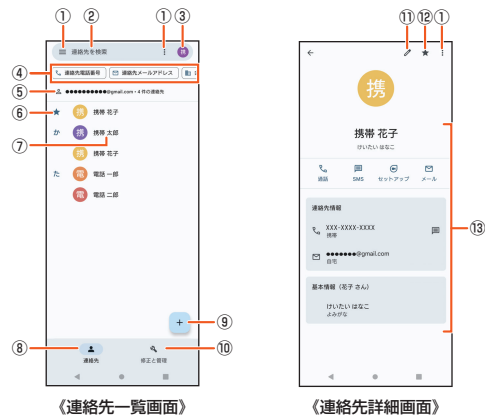 ① ② ① ③
連絡先を検索 携
④ 連絡先電話番号 連絡先メールアドレス
⑤ ●●●●●●●●●●@gmail.com・4 件の連絡先
⑥ ★ 携 携帯 花子
か 携 携帯 太郎
⑦
携 携帯 花子
た 電 電話 一郎
電 電話 二郎
+ ⑨
⑧ ⑩
連絡先 修正と管理
《連絡先一覧画面》
⑪ ⑫ ①
携
携帯 花子
けいたい はなこ
通話 SMS セットアップ メール
連絡先情報
XXX-XXXX-XXXX
携帯
⑬
●●●●●●●@gmail.com
自宅
基本情報（花子 さん）
けいたい はなこ
よみがな
《連絡先詳細画面》